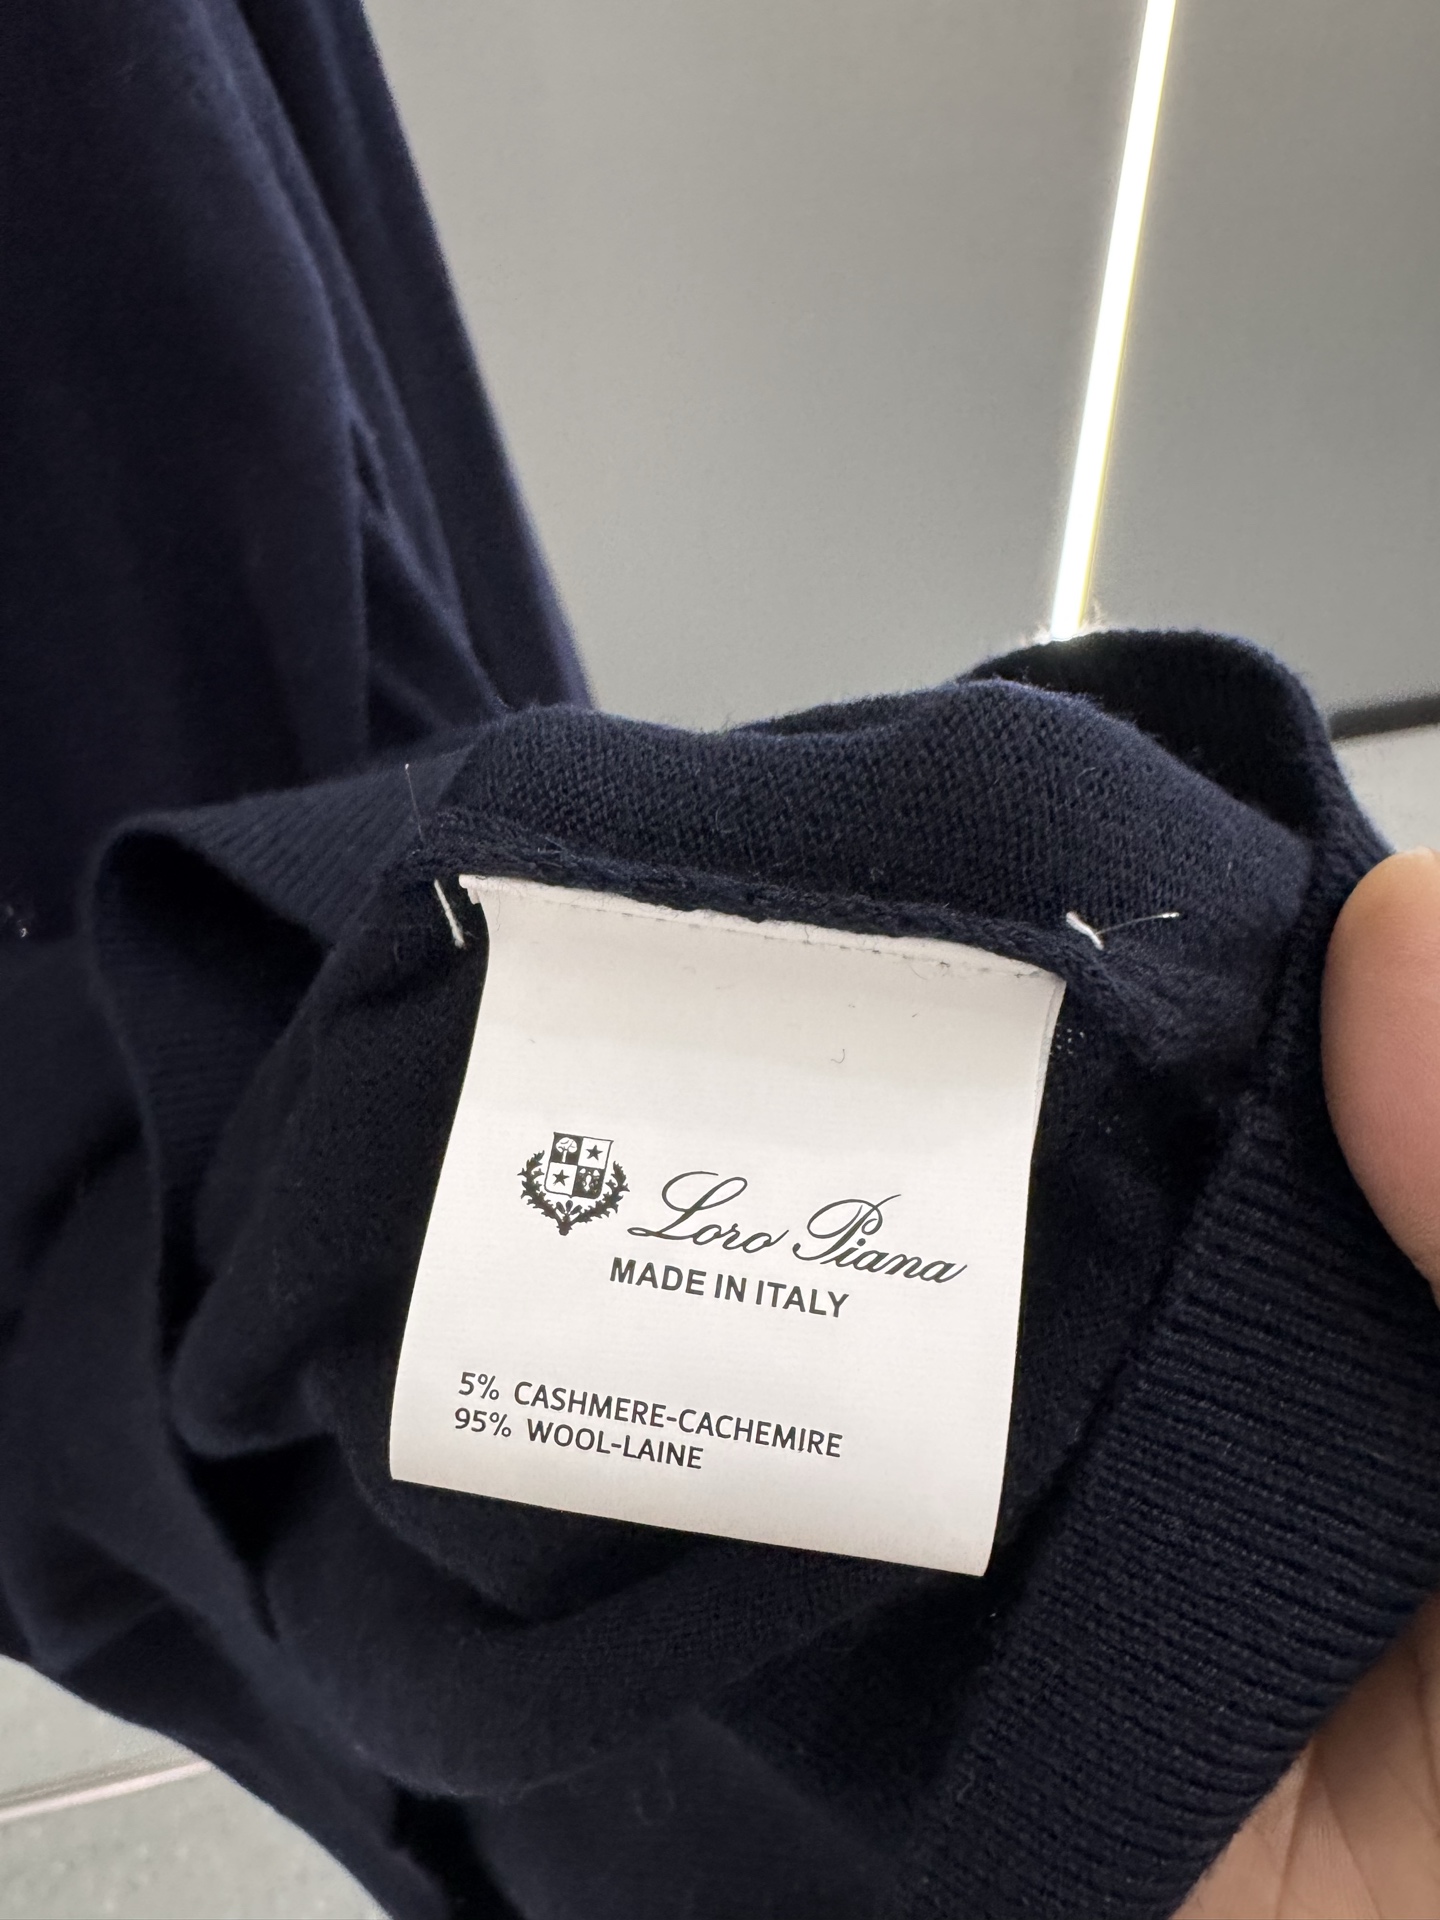 Loro Piana
MADE IN ITALY
5% CASHMERE-CACHEMIRE
95% WOOL-LAINE